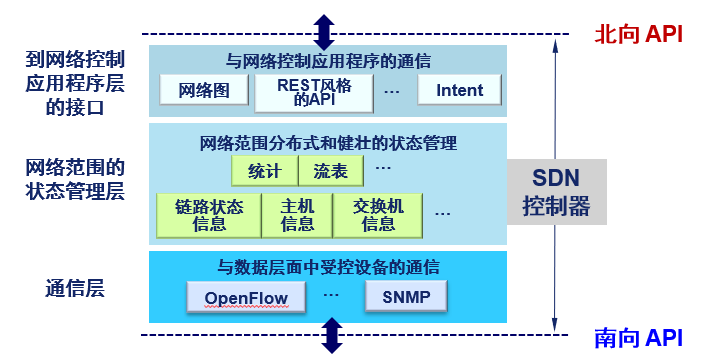 北向 API
到网络控制
应用程序层
的接口
与网络控制应用程序的通信
网络图
REST风格
的API
…
Intent
网络范围的
状态管理层
网络范围分布式和健壮的状态管理
统计
流表
…
链路状态
信息
主机
信息
交换机
信息
…
SDN
控制器
通信层
与数据层面中受控设备的通信
OpenFlow
…
SNMP
南向 API